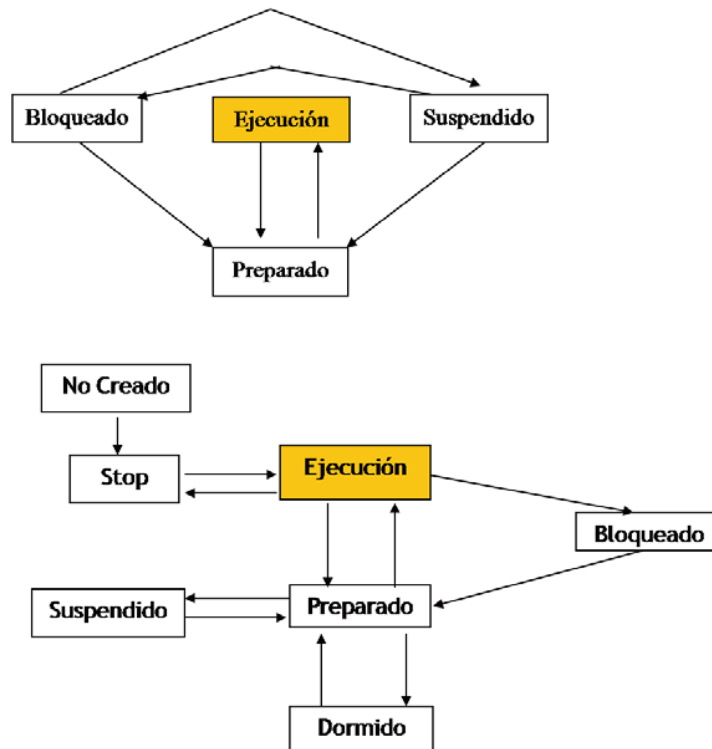 Bloqueado
Ejecución
Suspendido
Preparado
No Creado
Stop
Ejecución
Bloqueado
Suspendido
Preparado
Dormido